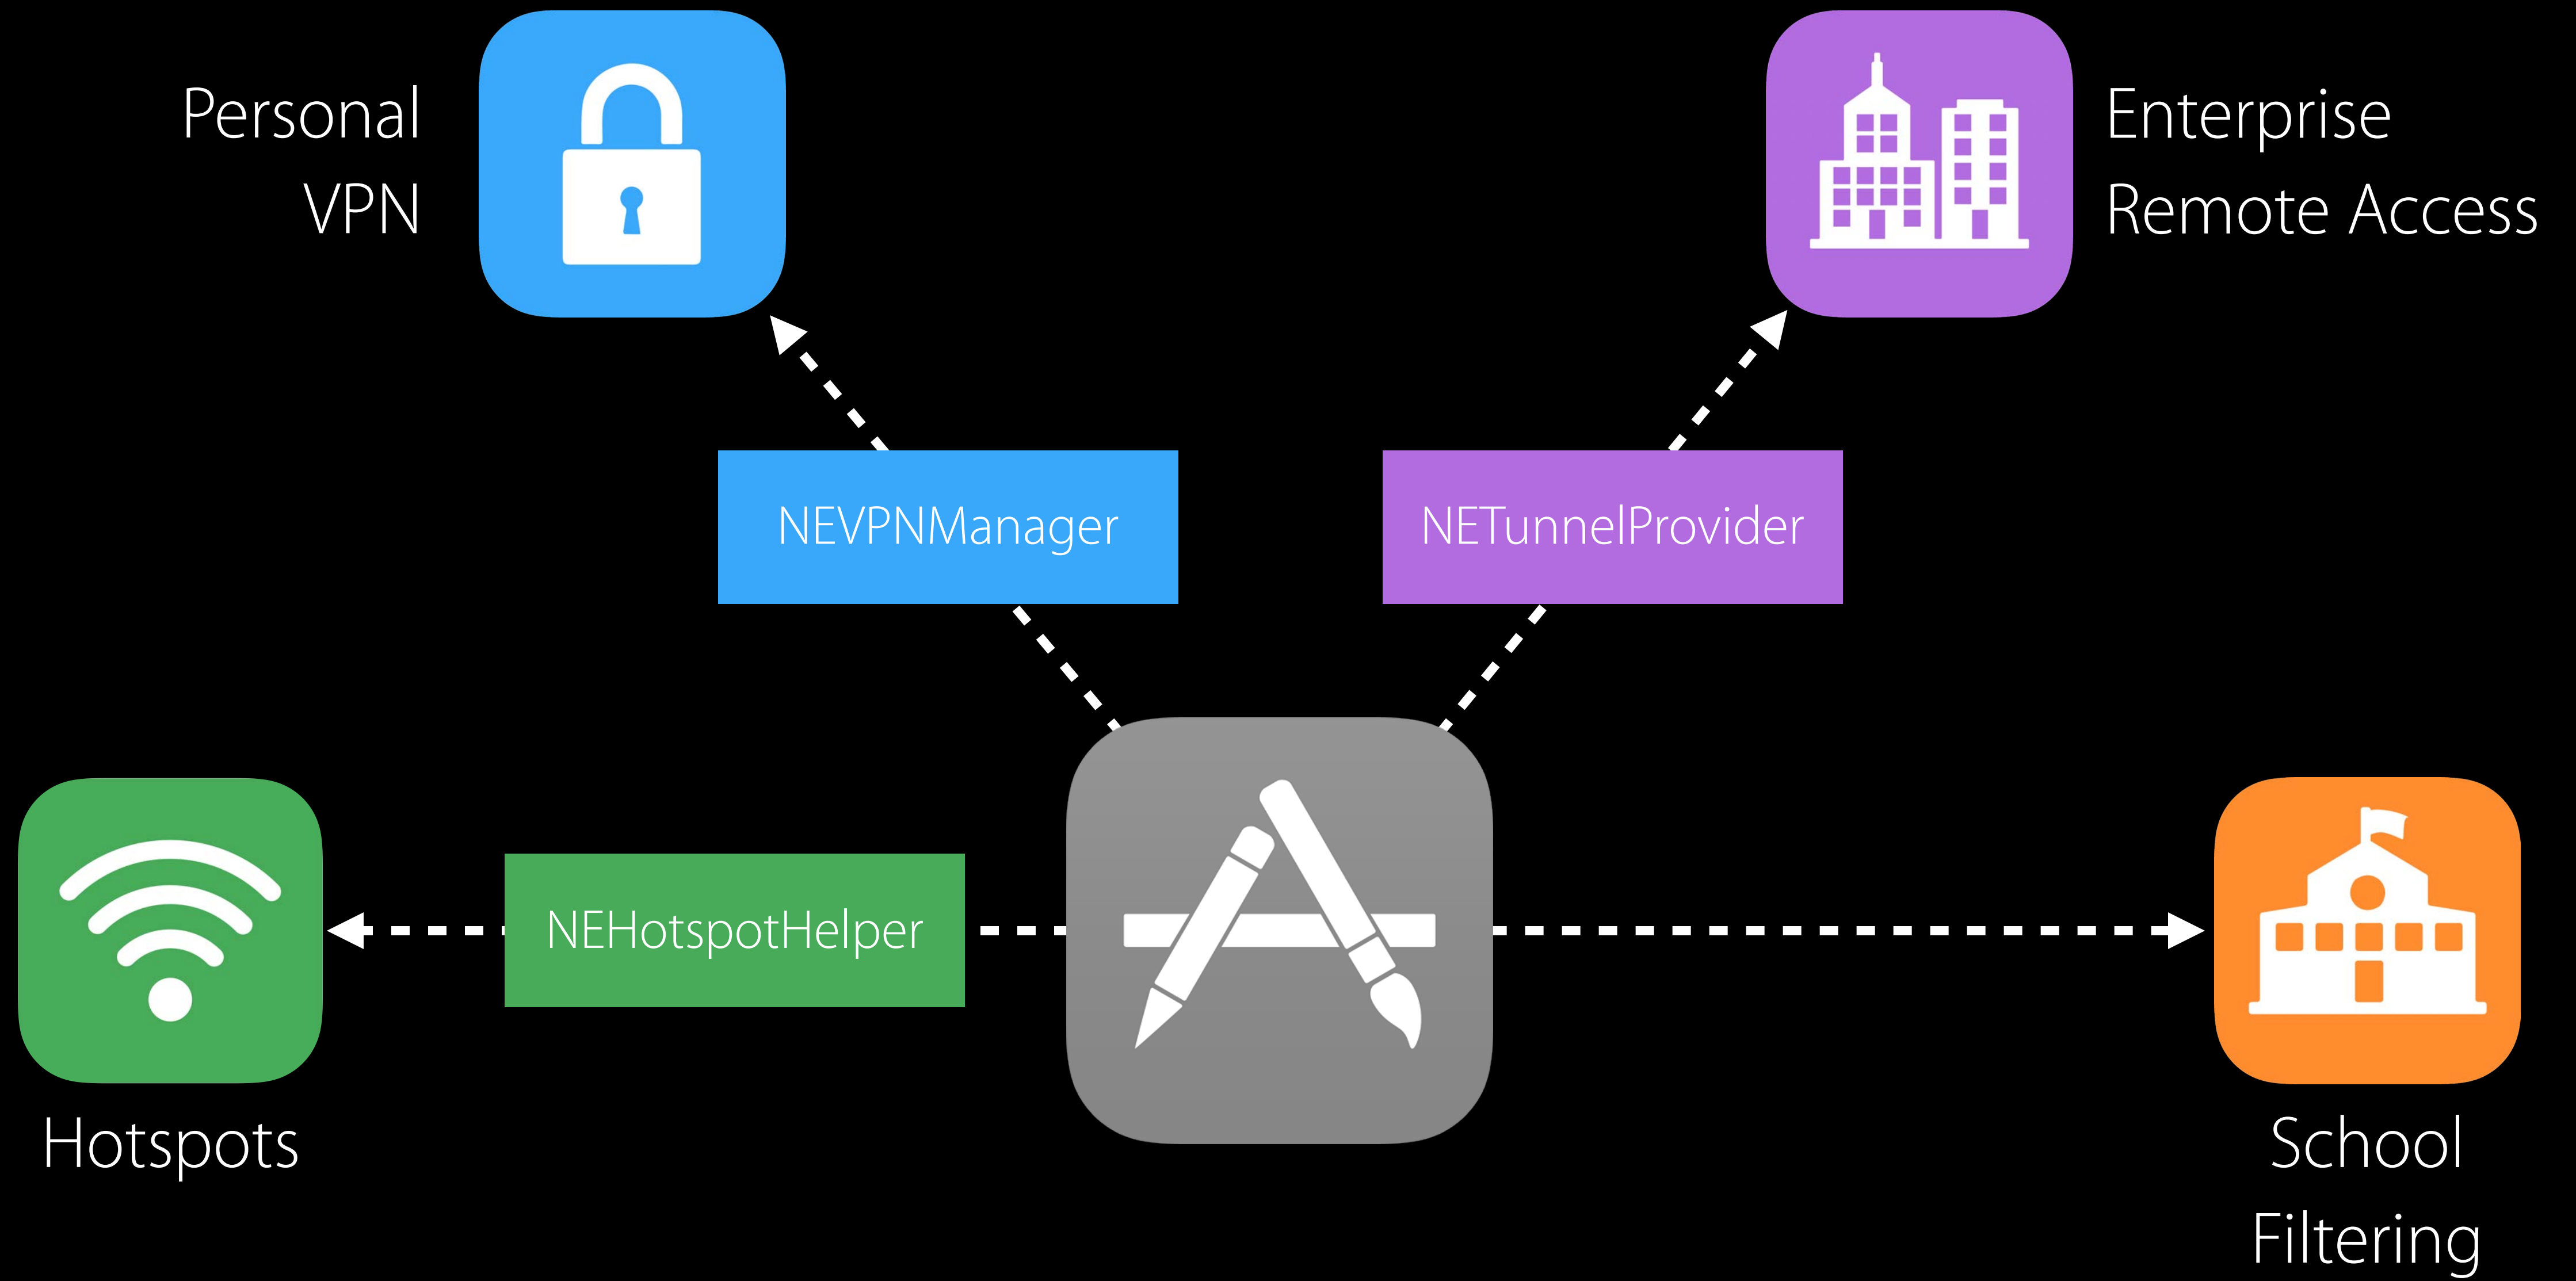 Personal
VPN
Enterprise
Remote Access
NEVPNManager
NETunnelProvider
NEHotspotHelper
Hotspots
School
Filtering